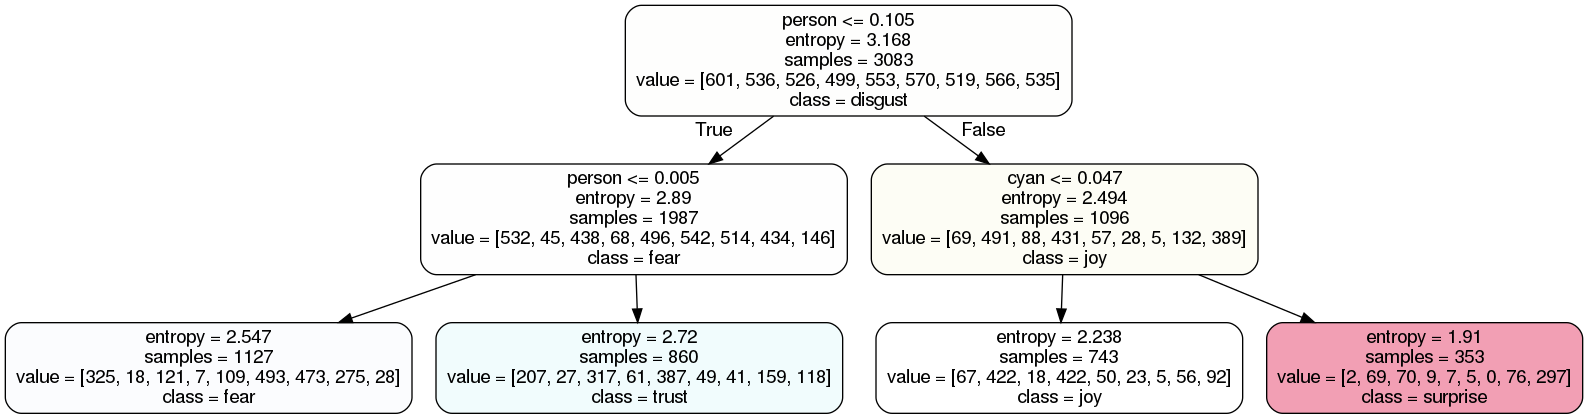 person <= 0.105
entropy = 3.168
samples = 3083
value = [601, 536, 526, 499, 553, 570, 519, 566, 535]
class = disgust
True
False
person <= 0.005
entropy = 2.89
samples = 1987
value = [532, 45, 438, 68, 496, 542, 514, 434, 146]
class = fear
cyan <= 0.047
entropy = 2.494
samples = 1096
value = [69, 491, 88, 431, 57, 28, 5, 132, 389]
class = joy
entropy = 2.547
samples = 1127
value = [325, 18, 121, 7, 109, 493, 473, 275, 28]
class = fear
entropy = 2.72
samples = 860
value = [207, 27, 317, 61, 387, 49, 41, 159, 118]
class = trust
entropy = 2.238
samples = 743
value = [67, 422, 18, 422, 50, 23, 5, 56, 92]
class = joy
entropy = 1.91
samples = 353
value = [2, 69, 70, 9, 7, 5, 0, 76, 297]
class = surprise